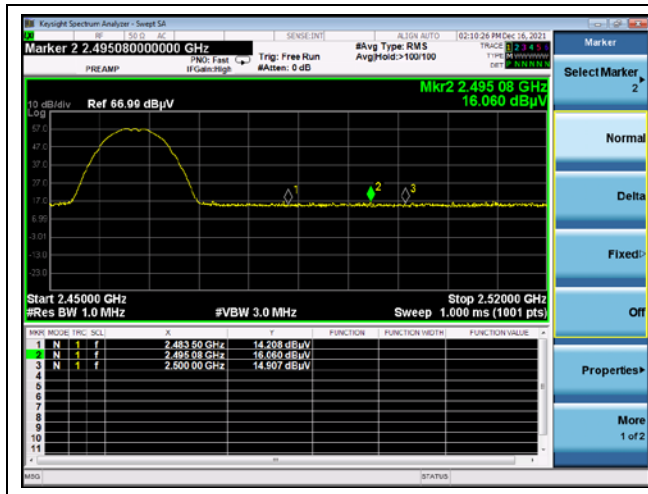 Keysight Spectrum Analyzer - Swept SA
RF 50 Ω AC SENSE:INT ALIGN AUTO 02:10:26 PM Dec 16, 2021
Marker 2 2.495080000000 GHz
PREAMP
PNO: Fast
IFGain:High
Trig: Free Run
#Atten: 0 dB
#Avg Type: RMS
Avg|Hold:>100/100
TRACE 1 2 3 4 5 6
TYPE M W W W W W
DET P N N N N N
Mkr2 2.495 08 GHz
16.060 dBµV
10 dB/div Ref 66.99 dBµV
Log
57.0
47.0
37.0
27.0
17.0
6.99
-3.01
-13.0
-23.0
1
2
3
Start 2.45000 GHz Stop 2.52000 GHz
#Res BW 1.0 MHz #VBW 3.0 MHz Sweep 1.000 ms (1001 pts)
MKR MODE TRC SCL X Y FUNCTION FUNCTION WIDTH FUNCTION VALUE
1 N 1 f 2.483 50 GHz 14.208 dBµV
2 N 1 f 2.495 08 GHz 16.060 dBµV
3 N 1 f 2.500 00 GHz 14.907 dBµV
4
5
6
7
8
9
10
11
MSG STATUS
Marker
Select Marker
2
Normal
Delta
Fixed
Off
Properties
More
1 of 2